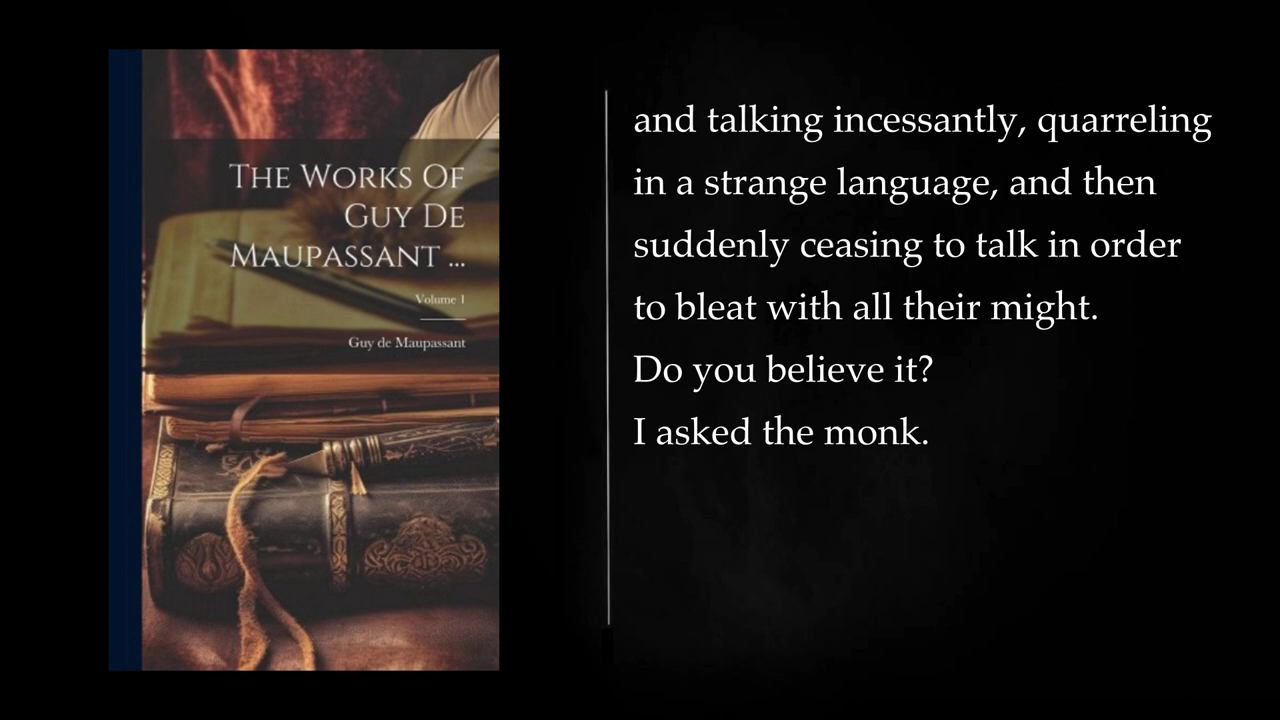 THE WORKS OF
GUY DE
MAUPASSANT ...
Volume 1
Guy de Maupassant
and talking incessantly, quarreling
in a strange language, and then
suddenly ceasing to talk in order
to bleat with all their might.
Do you believe it?
I asked the monk.